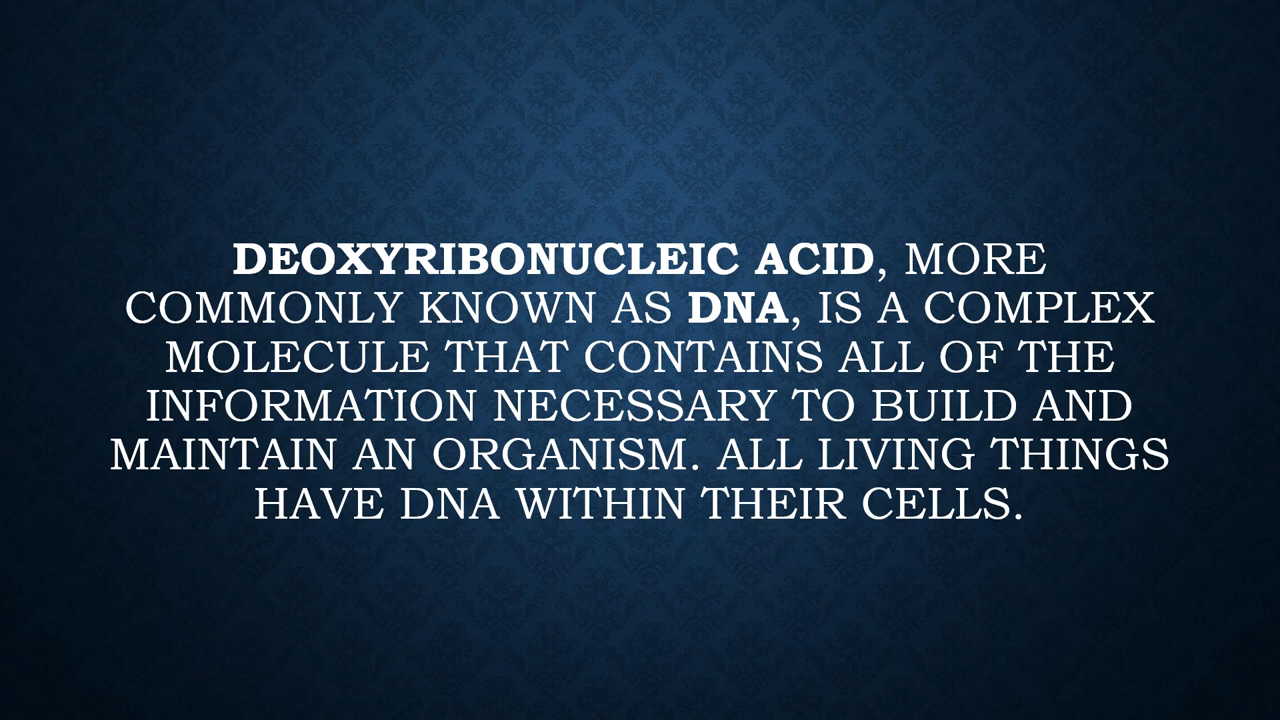 DEOXYRIBONUCLEIC ACID, MORE
COMMONLY KNOWN AS DNA, IS A COMPLEX
MOLECULE THAT CONTAINS ALL OF THE
INFORMATION NECESSARY TO BUILD AND
MAINTAIN AN ORGANISM. ALL LIVING THINGS
HAVE DNA WITHIN THEIR CELLS.